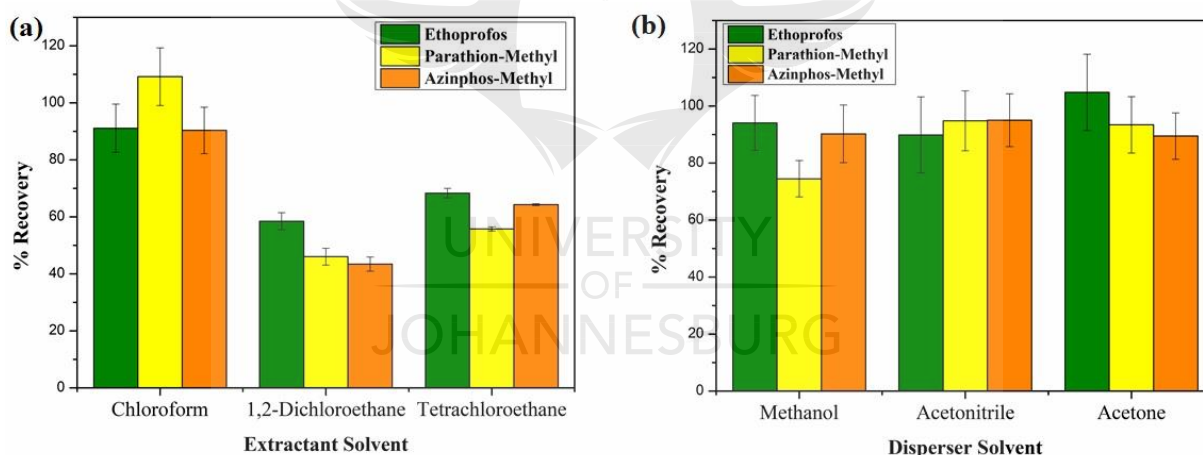 (a)
Ethoprofos
Parathion-Methyl
Azinphos-Methyl
120
100
80
60
40
20
0
% Recovery
Chloroform
1,2-Dichloroethane
Tetrachloroethane
Extractant Solvent
(b)
Ethoprofos
Parathion-Methyl
Azinphos-Methyl
120
100
80
60
40
20
0
% Recovery
Methanol
Acetonitrile
Acetone
Disperser Solvent
UNIVERSITY
OF
JOHANNESBURG